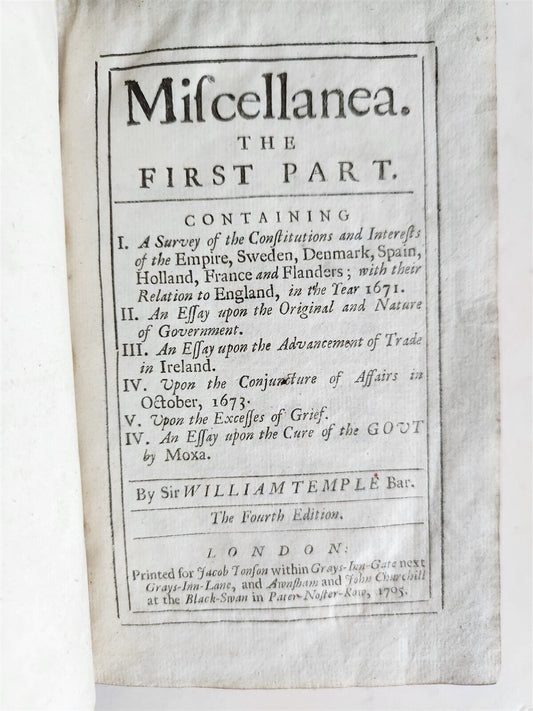 Miſcellanea.
THE
FIRST PART.
CONTAINING
I. A Survey of the Conſtitutions and Intereſts
of the Empire, Sweden, Denmark, Spain,
Holland, France and Flanders; with their
Relation to England, in the Year 1671.
II. An Eſſay upon the Original and Nature
of Government.
III. An Eſſay upon the Advancement of Trade
in Ireland.
IV. Upon the Conjuncture of Affairs in
October, 1673.
V. Upon the Exceſſes of Grief.
IV. An Eſſay upon the Cure of the GOUT
by Moxa.
By Sir WILLIAM TEMPLE Bar.
The Fourth Edition.
LONDON:
Printed for Jacob Tonſon within Grays-Inn-Gate next
Grays-Inn-Lane, and Awnſham and John Churchill
at the Black-Swan in Pater-Noſter-Row, 1705.